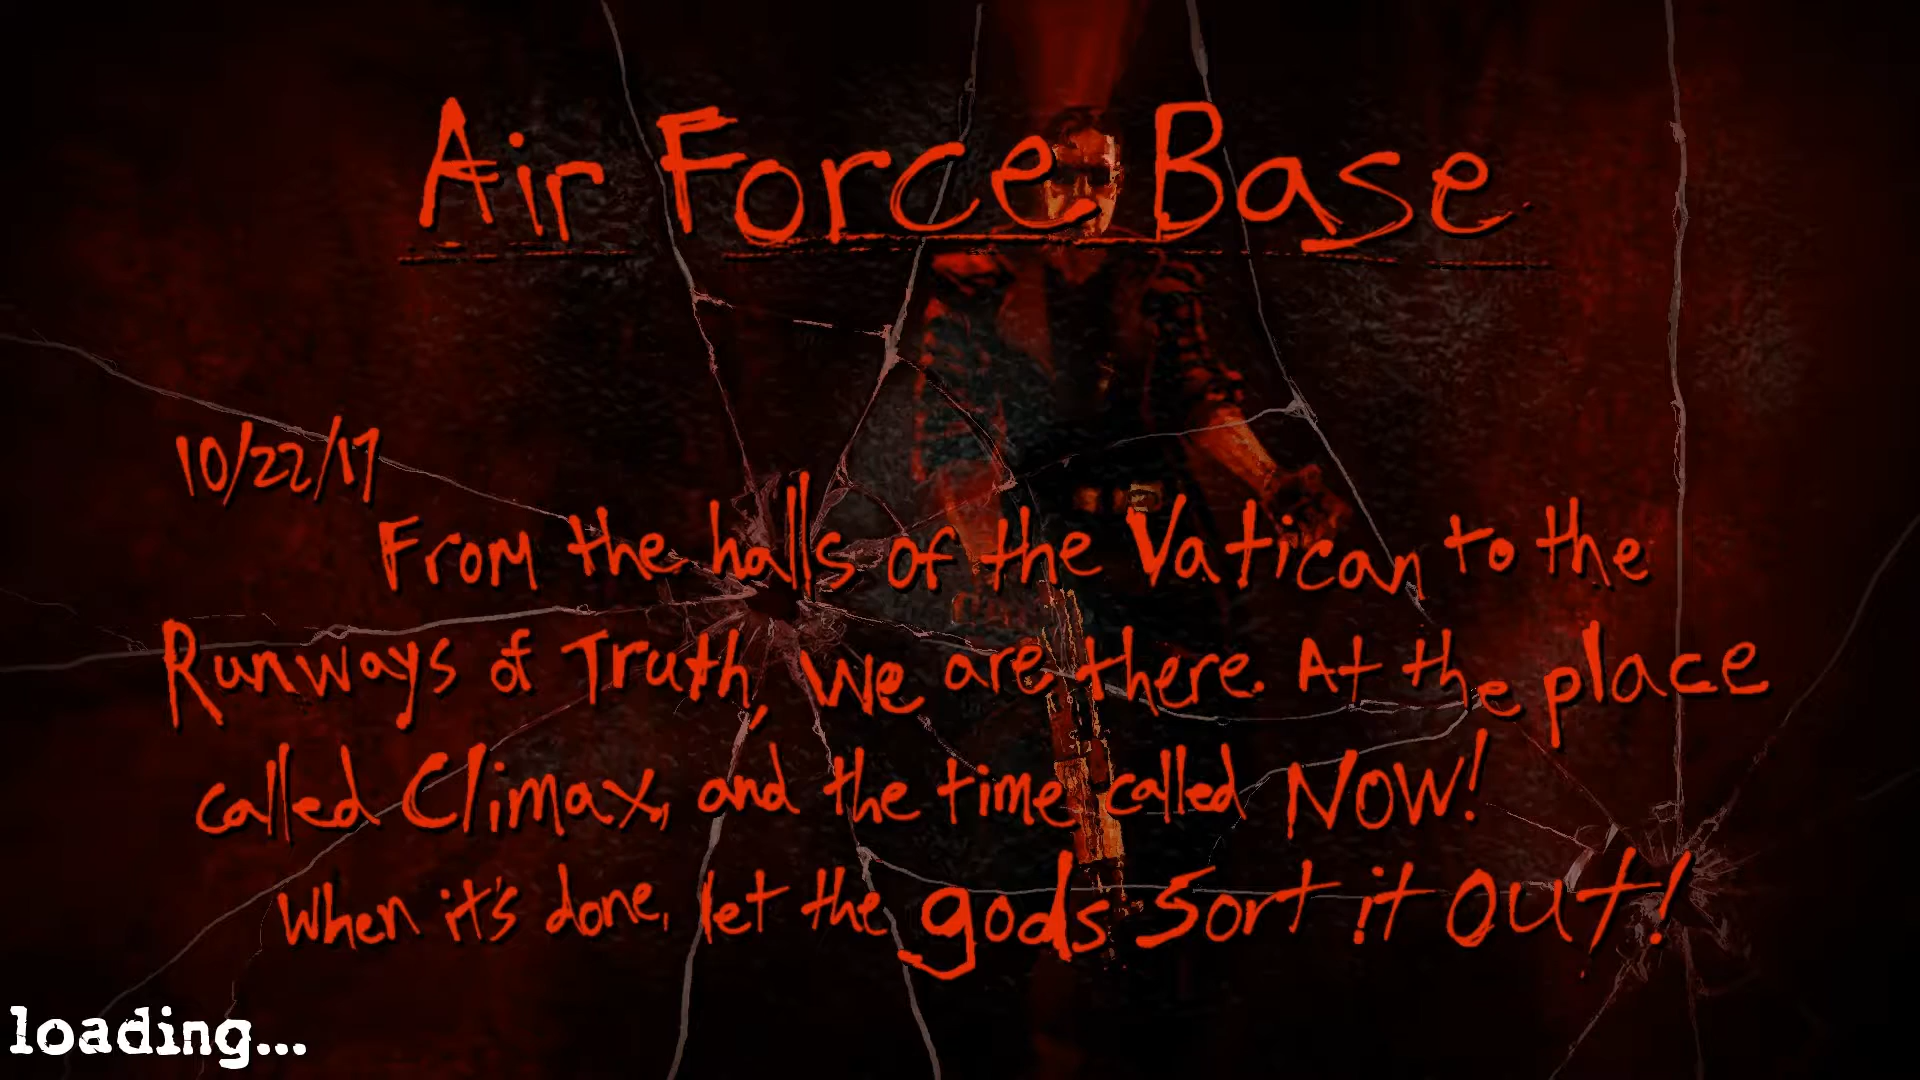 Air Force Base
10/22/17
From the halls of the Vatican to the
Runways of Truth, We are there. At the place
called Climax, and the time called NOW!
When it's done, let the gods Sort it OUT!
loading...